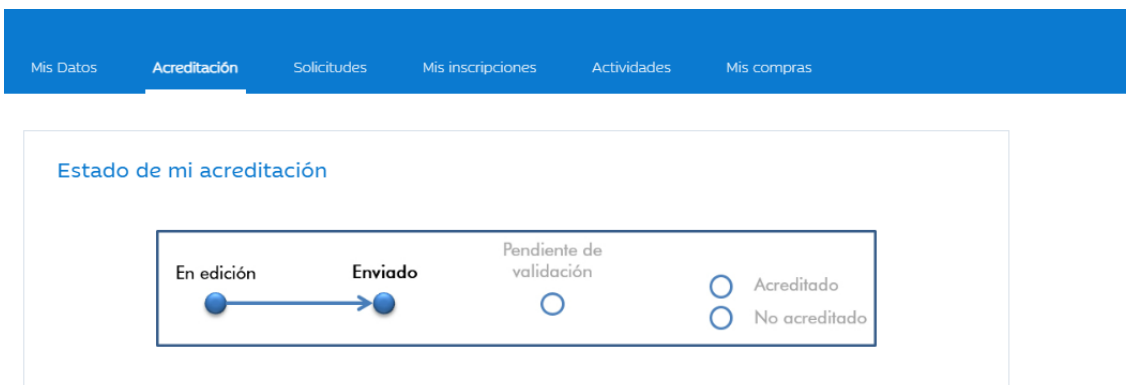 Mis Datos Acreditación Solicitudes Mis inscripciones Actividades Mis compras
Estado de mi acreditación
En edición
Enviado
Pendiente de
validación
Acreditado
No acreditado